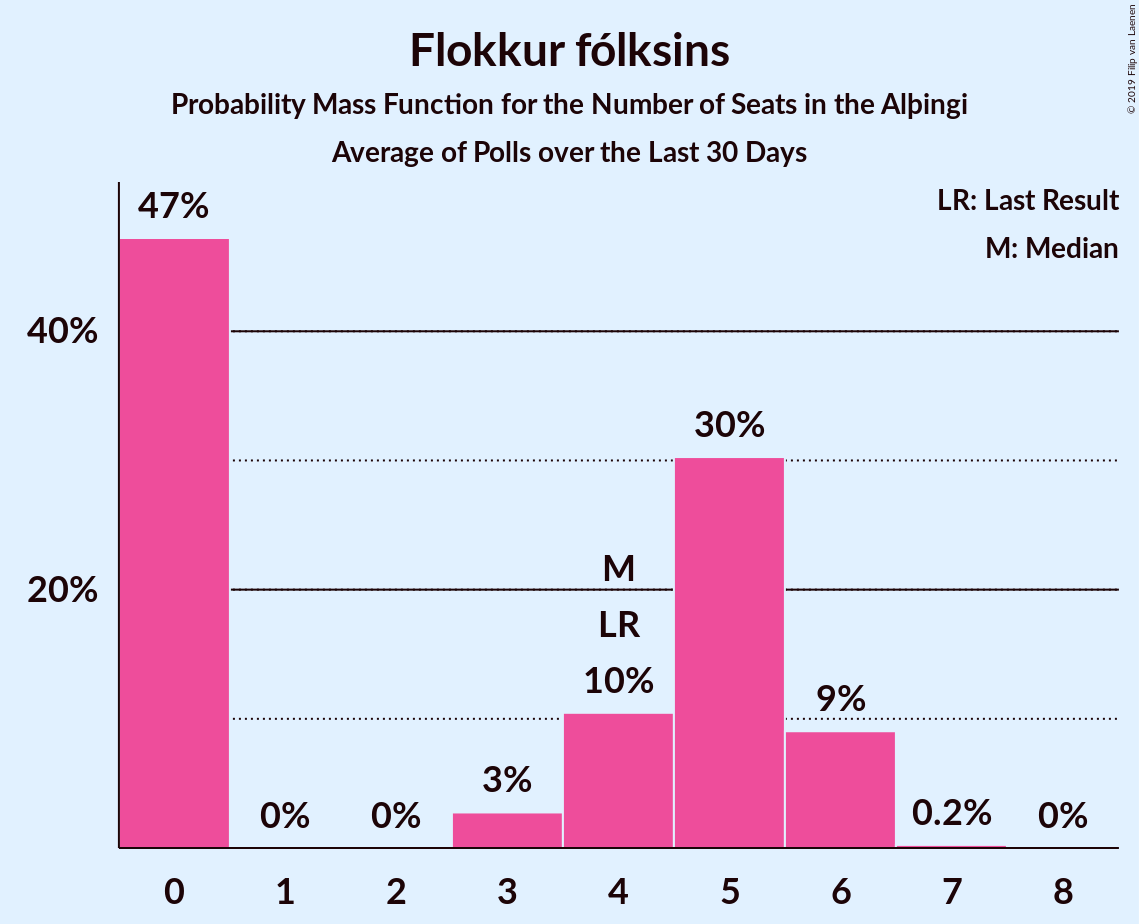 Flokkur fólksins
Probability Mass Function for the Number of Seats in the Alþingi
Average of Polls over the Last 30 Days
© 2019 Filip van Laenen
LR: Last Result
M: Median
47%
40%
30%
20%
M
LR
10%
9%
3%
0%
0%
0.2%
0%
0 1 2 3 4 5 6 7 8